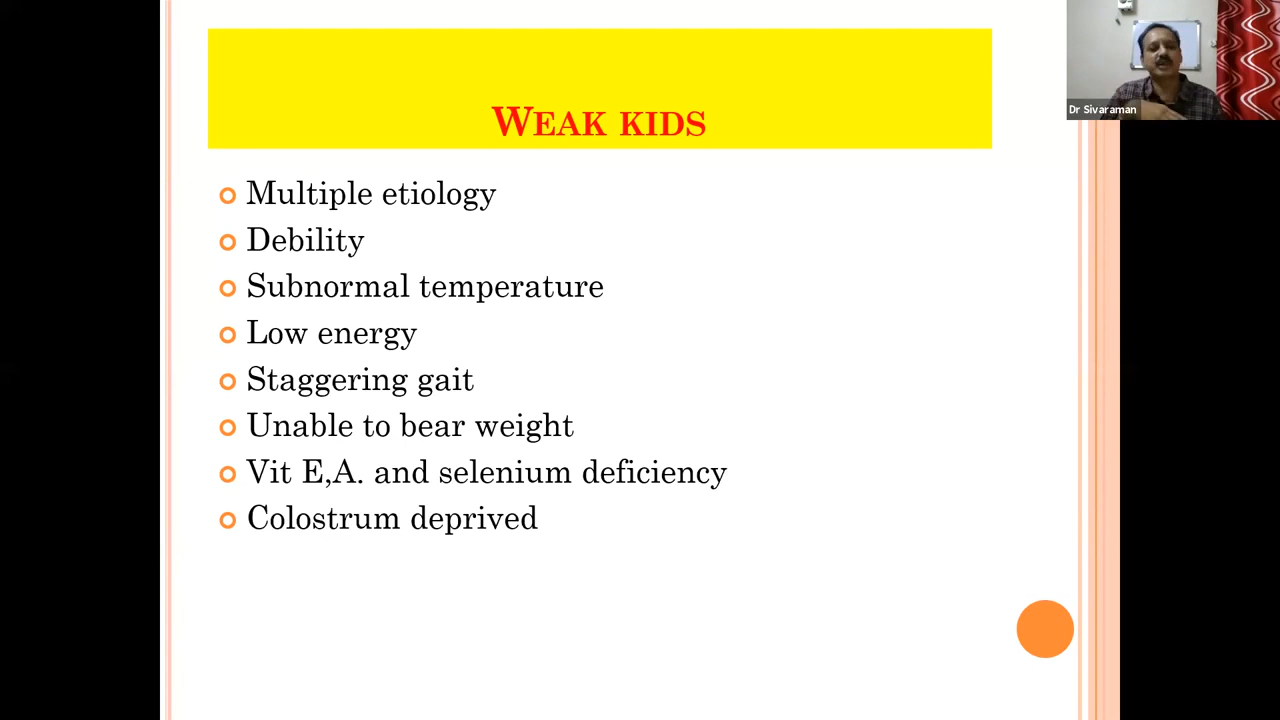 WEAK KIDS
Multiple etiology
Debility
Subnormal temperature
Low energy
Staggering gait
Unable to bear weight
Vit E,A. and selenium deficiency
Colostrum deprived
Dr Sivaraman